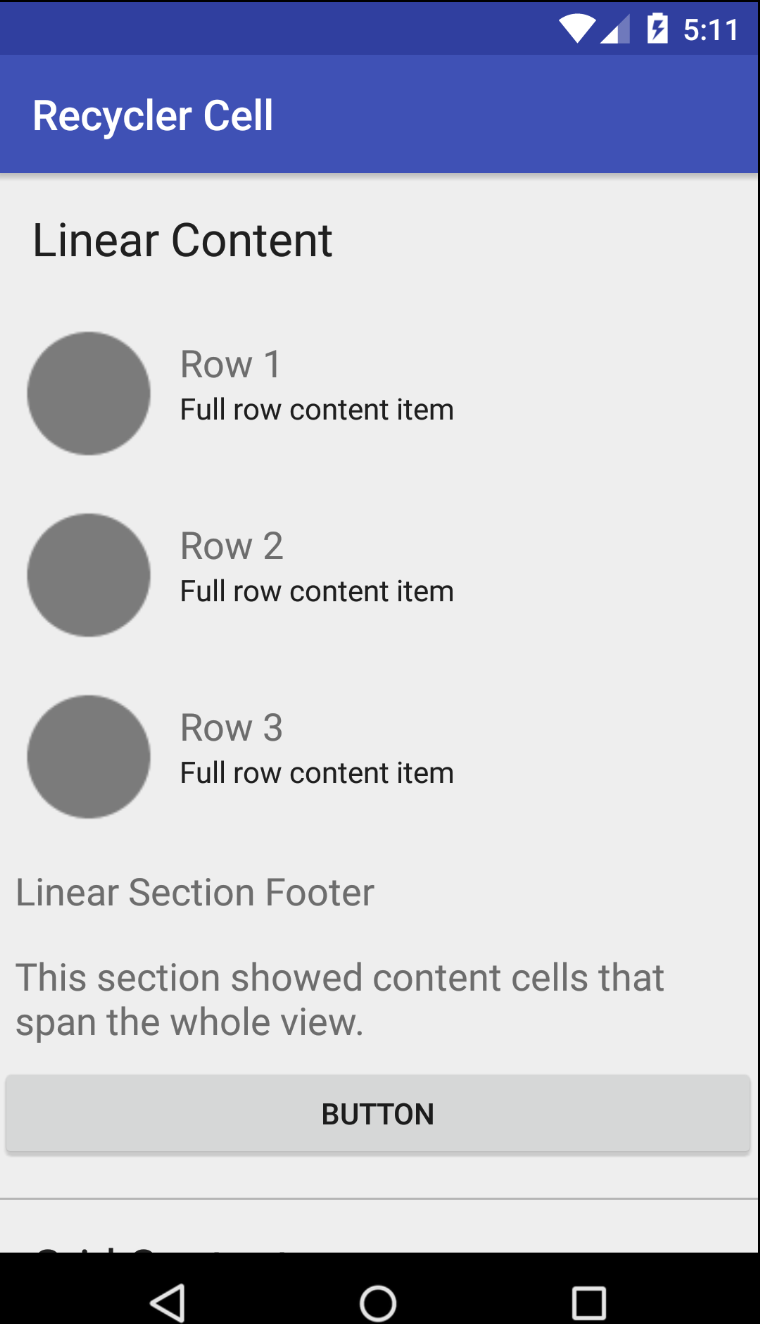 5:11
Recycler Cell
Linear Content
Row 1
Full row content item
Row 2
Full row content item
Row 3
Full row content item
Linear Section Footer
This section showed content cells that
span the whole view.
BUTTON